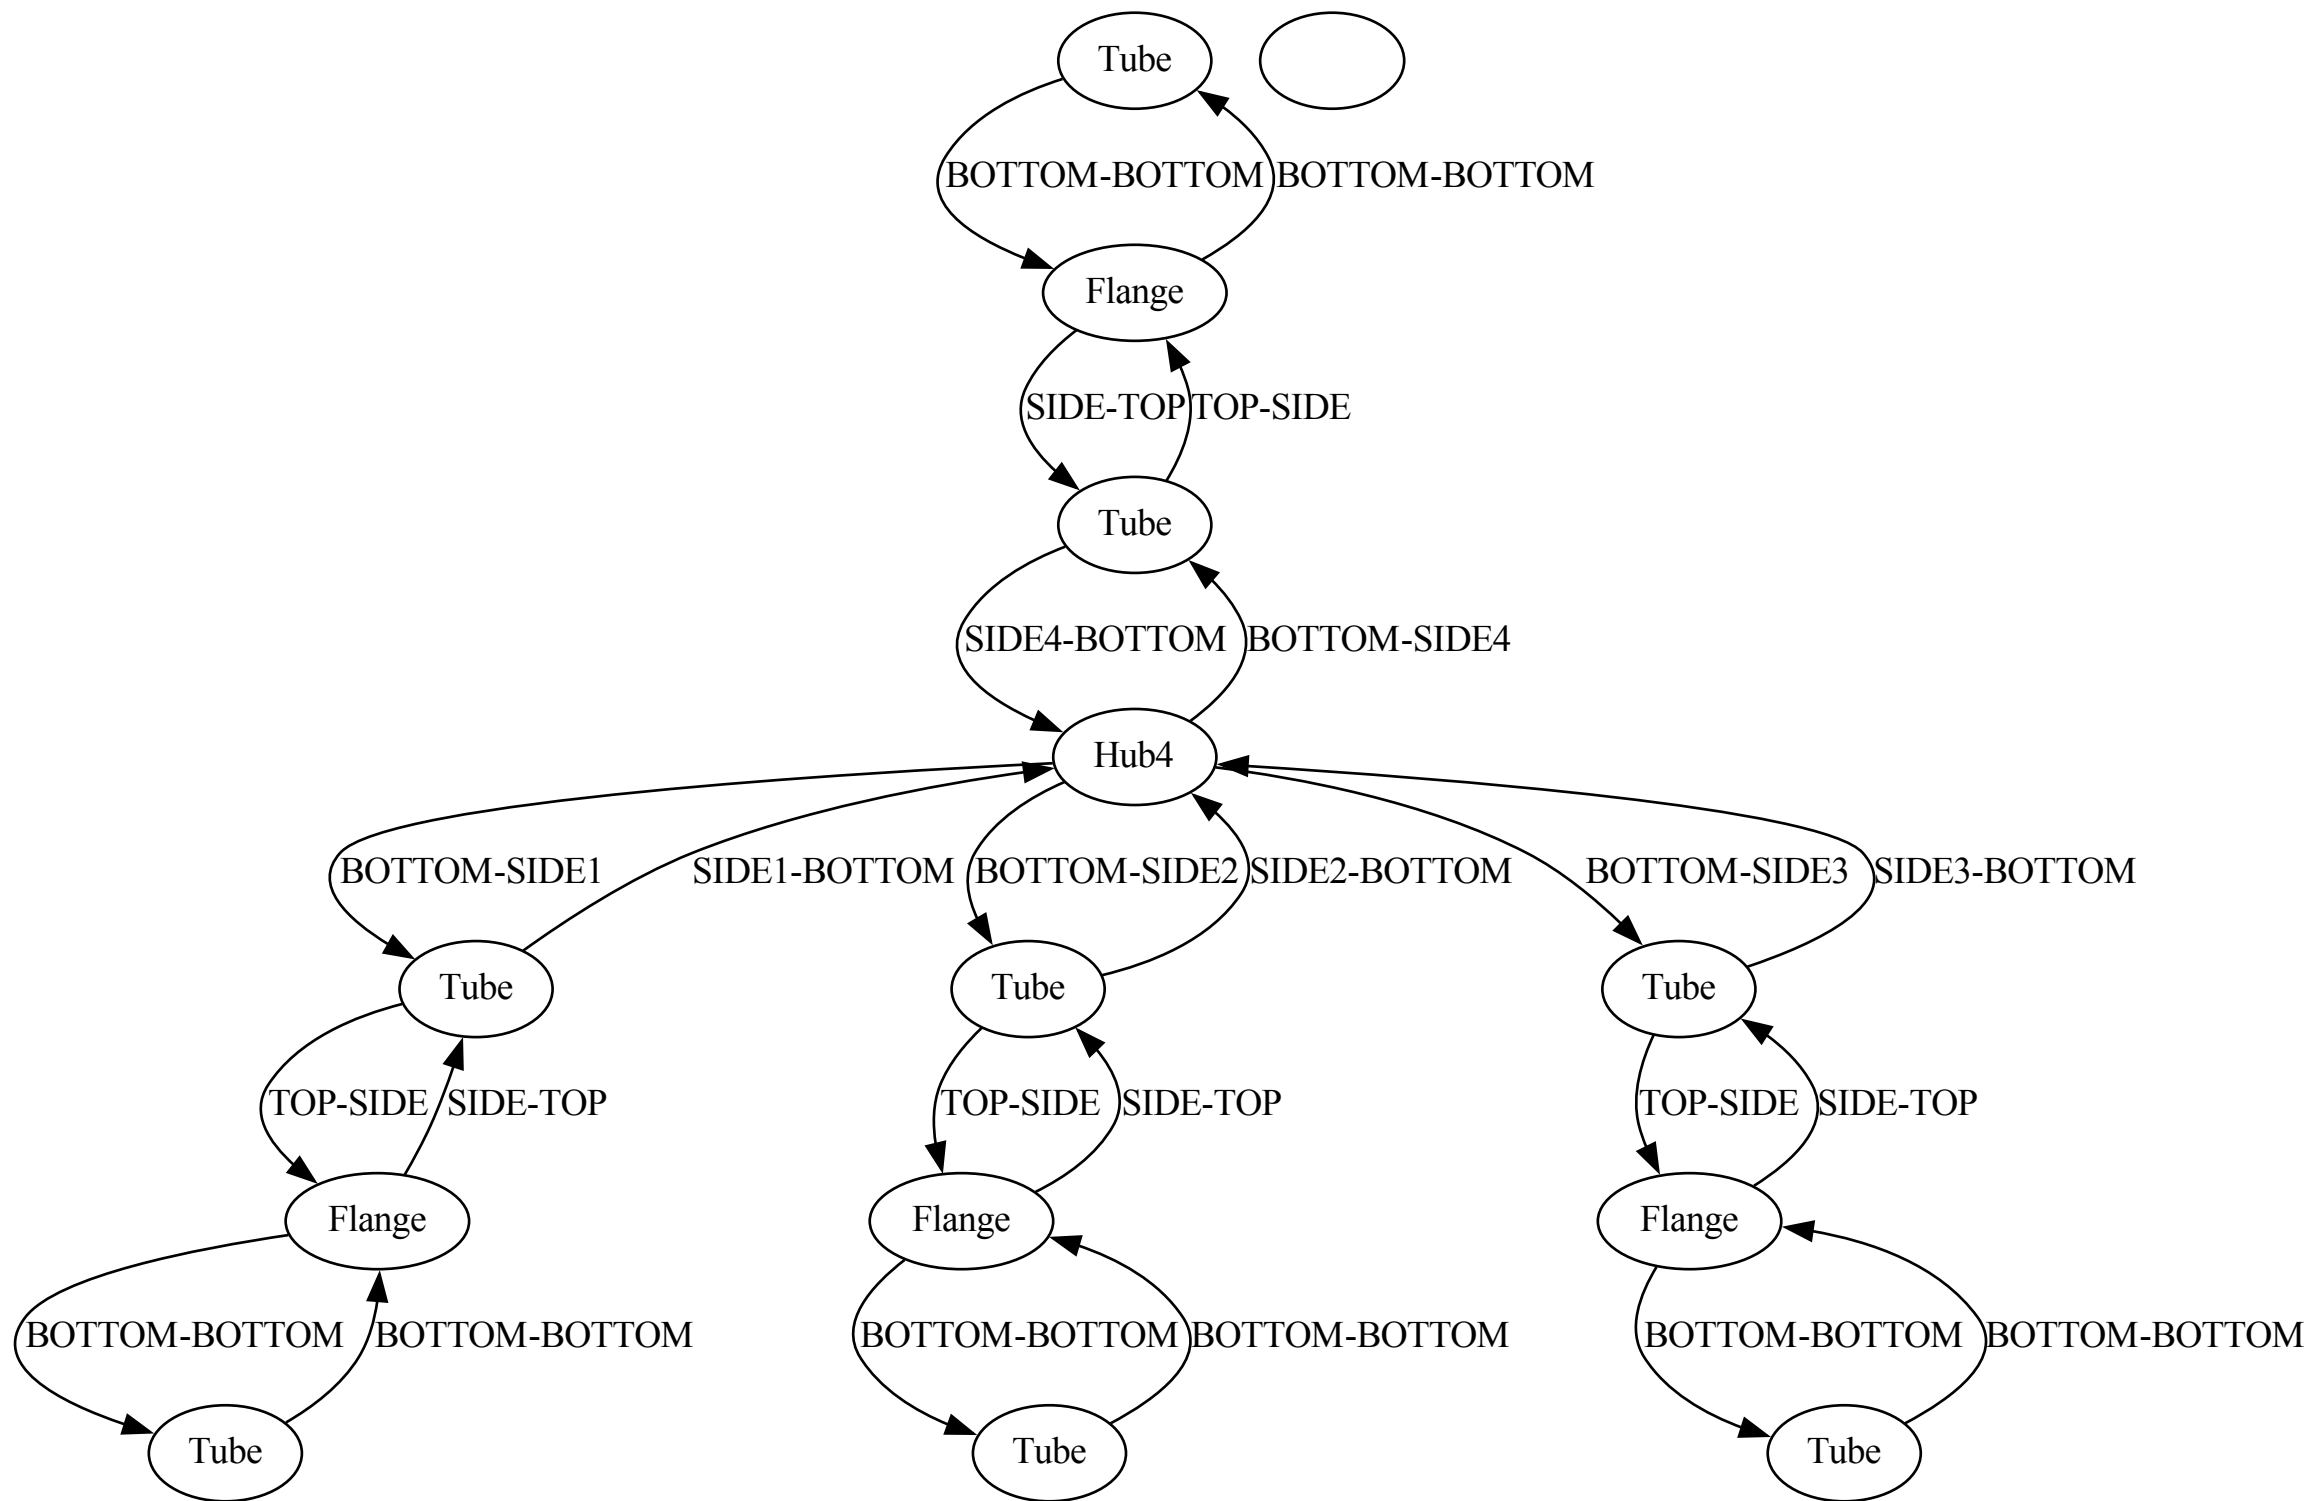 Tube
BOTTOM-BOTTOM BOTTOM-BOTTOM
Flange
SIDE-TOP TOP-SIDE
Tube
SIDE4-BOTTOM BOTTOM-SIDE4
Hub4
BOTTOM-SIDE1 SIDE1-BOTTOM BOTTOM-SIDE2 SIDE2-BOTTOM BOTTOM-SIDE3 SIDE3-BOTTOM
Tube Tube Tube
TOP-SIDE SIDE-TOP TOP-SIDE SIDE-TOP TOP-SIDE SIDE-TOP
Flange Flange Flange
BOTTOM-BOTTOM BOTTOM-BOTTOM BOTTOM-BOTTOM BOTTOM-BOTTOM BOTTOM-BOTTOM BOTTOM-BOTTOM
Tube Tube Tube